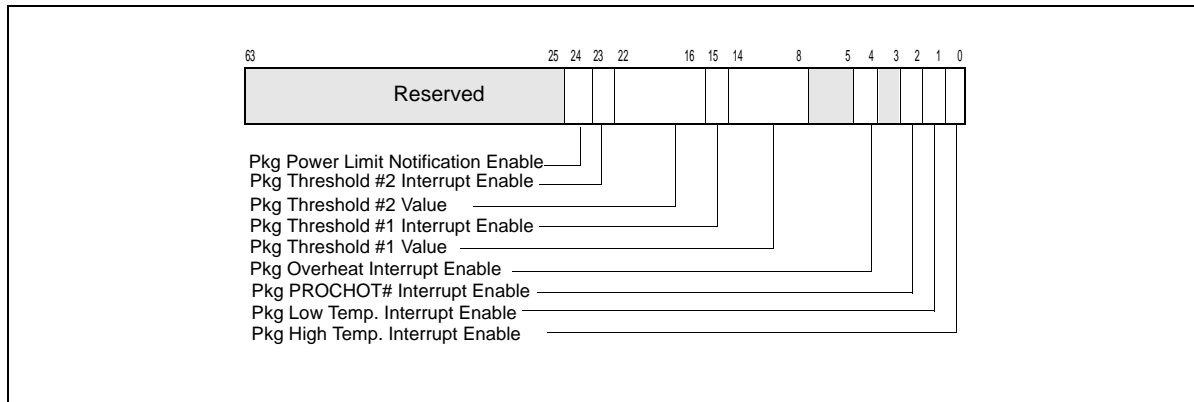 63 25 24 23 22 16 15 14 8 5 4 3 2 1 0
Reserved
Pkg Power Limit Notification Enable
Pkg Threshold #2 Interrupt Enable
Pkg Threshold #2 Value
Pkg Threshold #1 Interrupt Enable
Pkg Threshold #1 Value
Pkg Overheat Interrupt Enable
Pkg PROCHOT# Interrupt Enable
Pkg Low Temp. Interrupt Enable
Pkg High Temp. Interrupt Enable